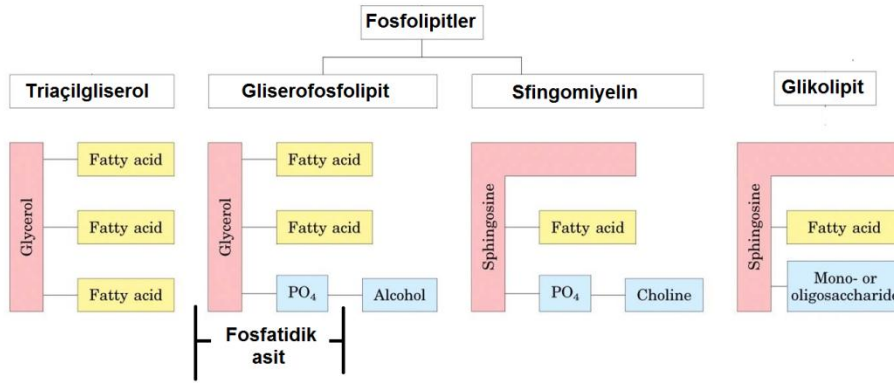 Fosfolipitler
Triaçilgliserol
Gliserofosfolipit
Sfingomiyelin
Glikolipit
Glycerol
Fatty acid
Fatty acid
Fatty acid
Glycerol
Fatty acid
Fatty acid
PO4
Alcohol
Fosfatidik
asit
Sphingosine
Fatty acid
PO4
Choline
Sphingosine
Fatty acid
Mono- or
oligosaccharide